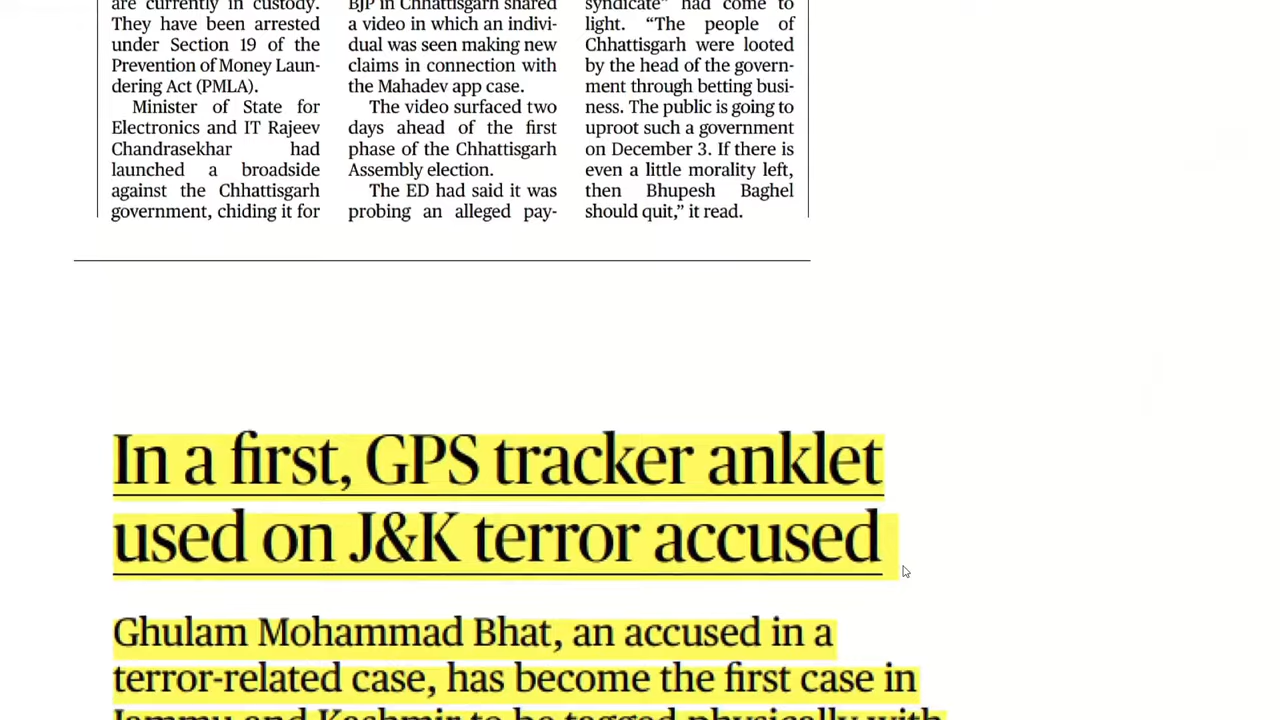 are currently in custody.
They have been arrested
under Section 19 of the
Prevention of Money Laun-
dering Act (PMLA).
Minister of State for
Electronics and IT Rajeev
Chandrasekhar had
launched a broadside
against the Chhattisgarh
government, chiding it for
BJP in Chhattisgarh shared
a video in which an indivi-
dual was seen making new
claims in connection with
the Mahadev app case.
The video surfaced two
days ahead of the first
phase of the Chhattisgarh
Assembly election.
The ED had said it was
probing an alleged pay-
syndicate” had come to
light. “The people of
Chhattisgarh were looted
by the head of the govern-
ment through betting busi-
ness. The public is going to
uproot such a government
on December 3. If there is
even a little morality left,
then Bhupesh Baghel
should quit,” it read.
In a first, GPS tracker anklet
used on J&K terror accused
Ghulam Mohammad Bhat, an accused in a
terror-related case, has become the first case in
Jammu and Kashmir to be tagged physically with